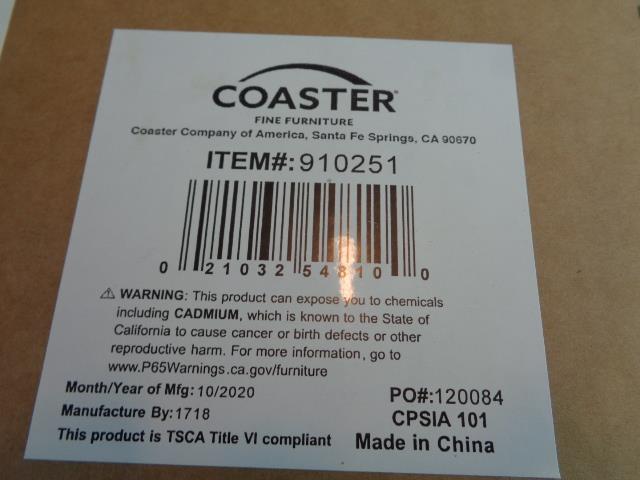 COASTER®
FINE FURNITURE
Coaster Company of America, Santa Fe Springs, CA 90670
ITEM#: 910251
0 21032 54810 0
⚠ WARNING: This product can expose you to chemicals
including CADMIUM, which is known to the State of
California to cause cancer or birth defects or other
reproductive harm. For more information, go to
www.P65Warnings.ca.gov/furniture
Month/Year of Mfg: 10/2020
Manufacture By: 1718
This product is TSCA Title VI compliant
PO#:120084
CPSIA 101
Made in China